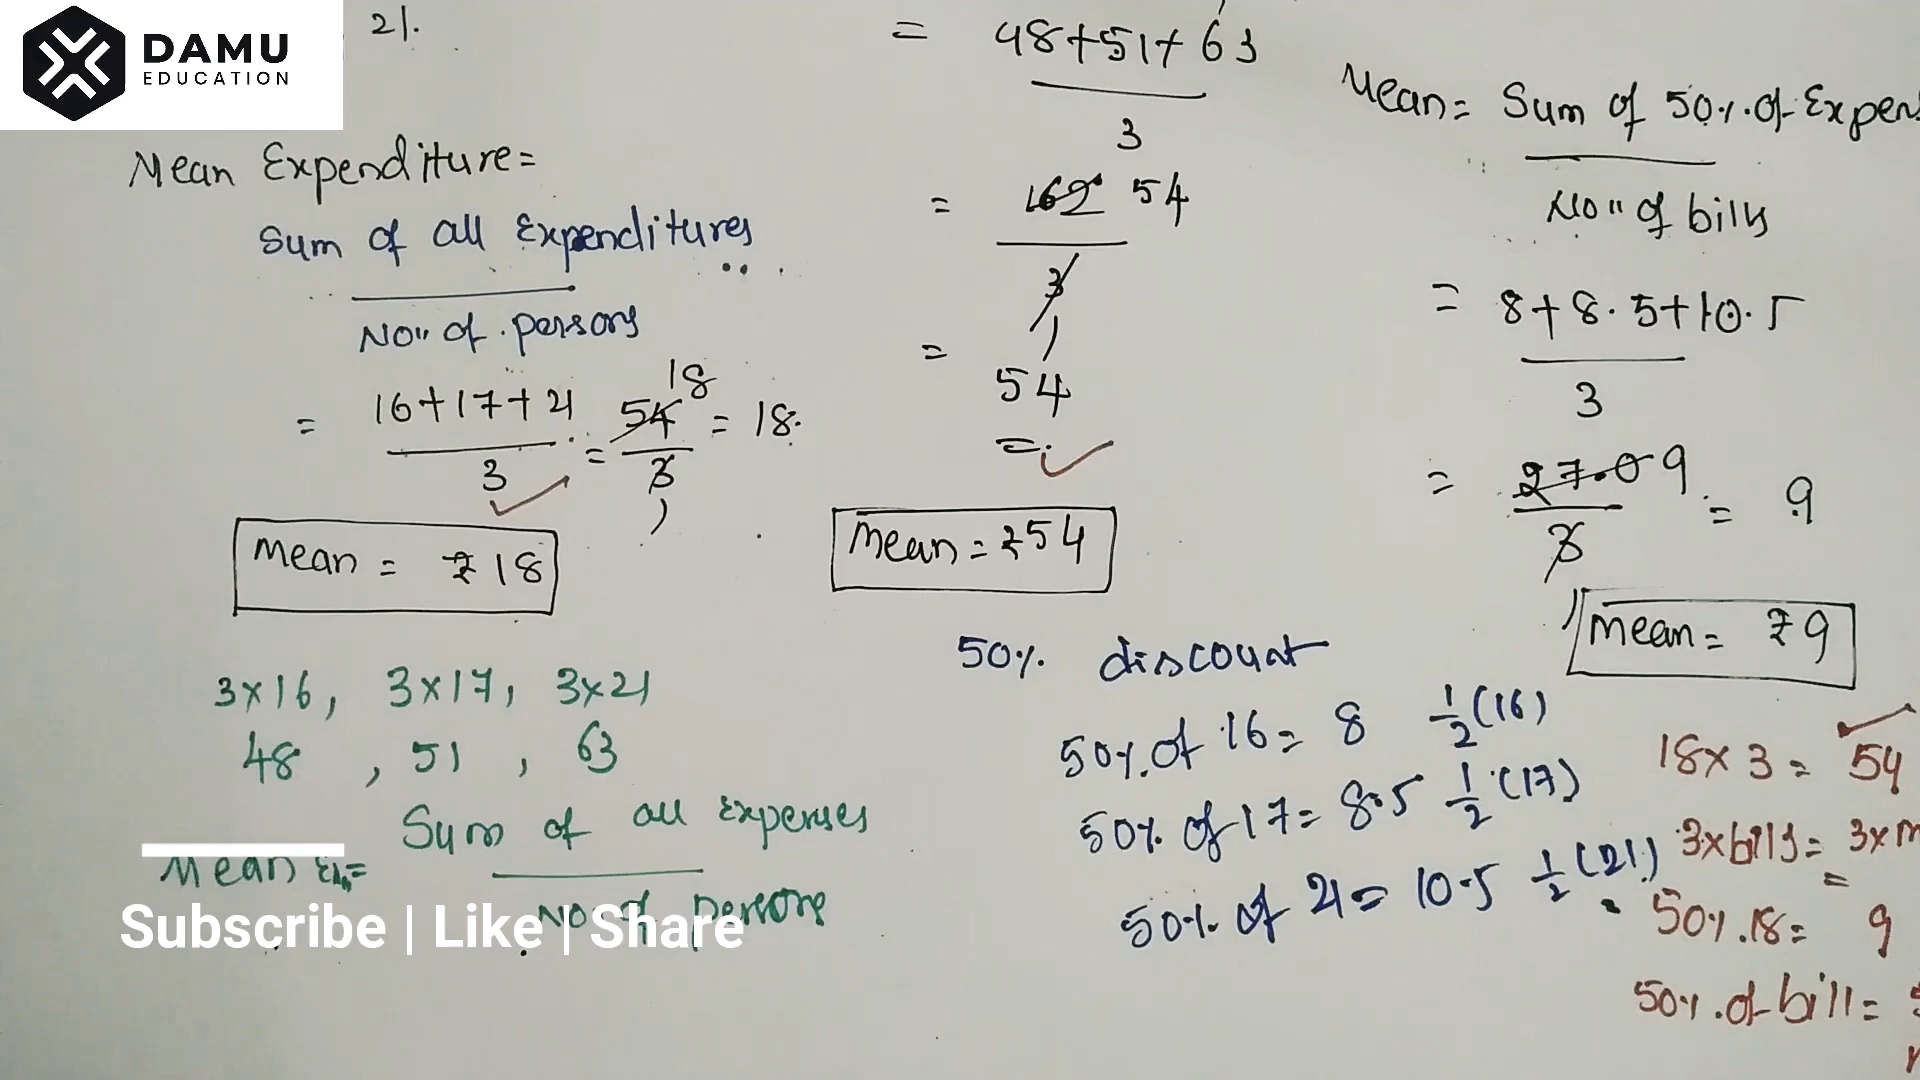 DAMU
EDUCATION
21.
Mean Expenditure=
Sum of all Expenditures
No" of persons
= 16+17+21 / 3 = 54 / 3 = 18.
18
1
Mean = ₹18
3×16, 3×17, 3×21
48, 51, 63
Sum of all expenses
Mean =
No" of persons
= 48+51+63
3
= 162 54
3
1
= 54
Mean = ₹54
50% discount
50% of 16 = 8 1/2 (16)
50% of 17 = 8.5 1/2 (17)
50% of 21 = 10.5 1/2 (21)
Mean = Sum of 50% of Expen
No" of bills
= 8+8.5+10.5
3
= 27.0 9 = 9
3
1
Mean = ₹9
18×3 = 54
3×bills = 3×m
50% 18 = 9
50% of bill =
Subscribe | Like | Share